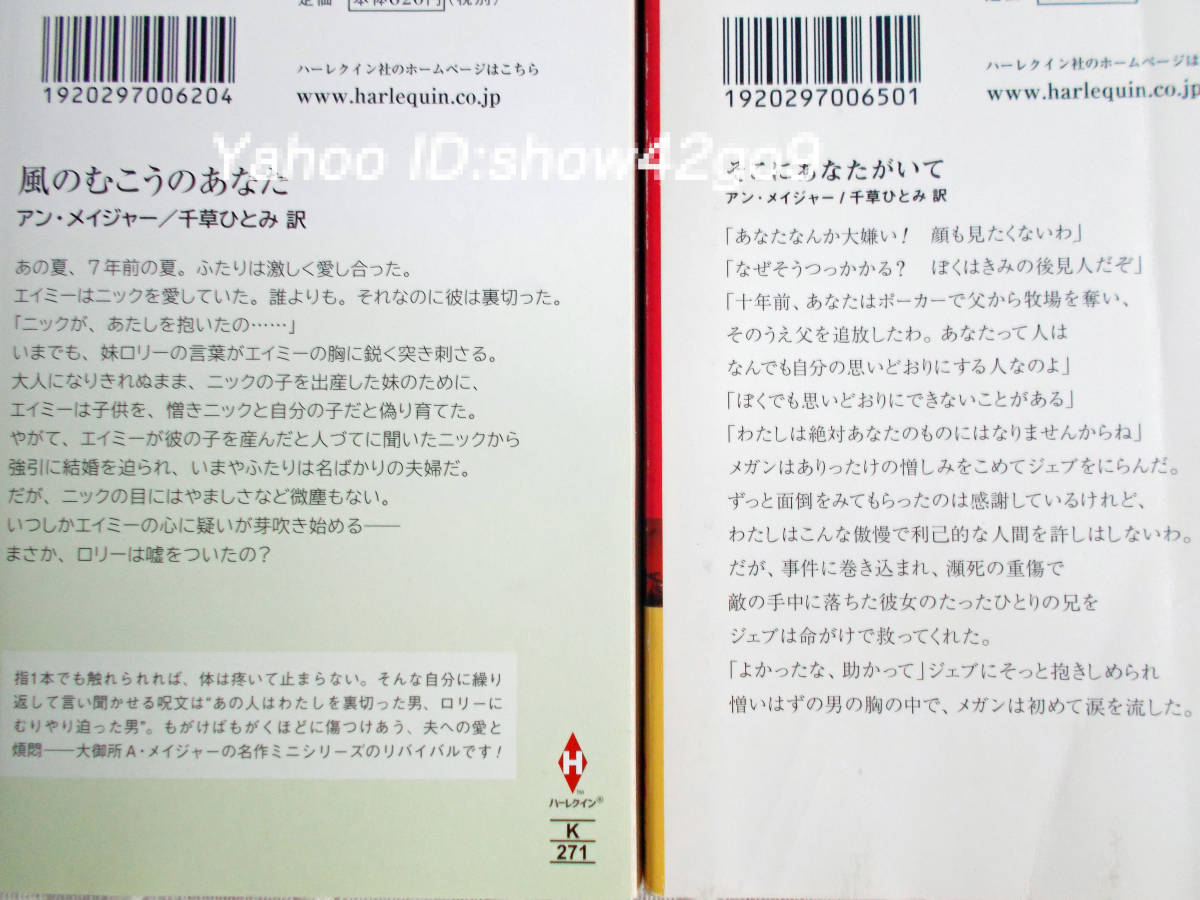 定価 本体620円(税別)
1920297006204
ハーレクイン社のホームページはこちら
www.harlequin.co.jp
風のむこうのあなた
アン・メイジャー/千草ひとみ 訳
あの夏、7年前の夏。ふたりは激しく愛し合った。
エイミーはニックを愛していた。誰よりも。それなのに彼は裏切った。
「ニックが、あたしを抱いたの……」
いまでも、妹ロリーの言葉がエイミーの胸に鋭く突き刺さる。
大人になりきれぬまま、ニックの子を出産した妹のために、
エイミーは子供を、憎きニックと自分の子だと偽り育てた。
やがて、エイミーが彼の子を産んだと人づてに聞いたニックから
強引に結婚を迫られ、いまやふたりは名ばかりの夫婦だ。
だが、ニックの目にはやましさなど微塵もない。
いつしかエイミーの心に疑いが芽吹き始める——
まさか、ロリーは嘘をついたの?
指1本でも触れられれば、体は疼いて止まらない。そんな自分に繰り
返して言い聞かせる呪文は“あの人はわたしを裏切った男、ロリーに
むりやり迫った男”。もがけばもがくほどに傷つけあう、夫への愛と
煩悶——大御所A・メイジャーの名作ミニシリーズのリバイバルです!
H
TM
ハーレクイン®
K
271
1920297006501
ハーレクイン社のホームページは
www.harlequin.co.jp
そこにあなたがいて
アン・メイジャー/千草ひとみ 訳
「あなたなんか大嫌い! 顔も見たくないわ」
「なぜそうつっかかる? ぼくはきみの後見人だぞ」
「十年前、あなたはポーカーで父から牧場を奪い、
そのうえ父を追放したわ。あなたって人は
なんでも自分の思いどおりにする人なのよ」
「ぼくでも思いどおりにできないことがある」
「わたしは絶対あなたのものにはなりませんからね」
メガンはありったけの憎しみをこめてジェブをにらんだ。
ずっと面倒をみてもらったのは感謝しているけれど、
わたしはこんな傲慢で利己的な人間を許しはしないわ。
だが、事件に巻き込まれ、瀕死の重傷で
敵の手中に落ちた彼女のたったひとりの兄を
ジェブは命がけで救ってくれた。
「よかったな、助かって」ジェブにそっと抱きしめられ
憎いはずの男の胸の中で、メガンは初めて涙を流した。
Yahoo ID:show42go9